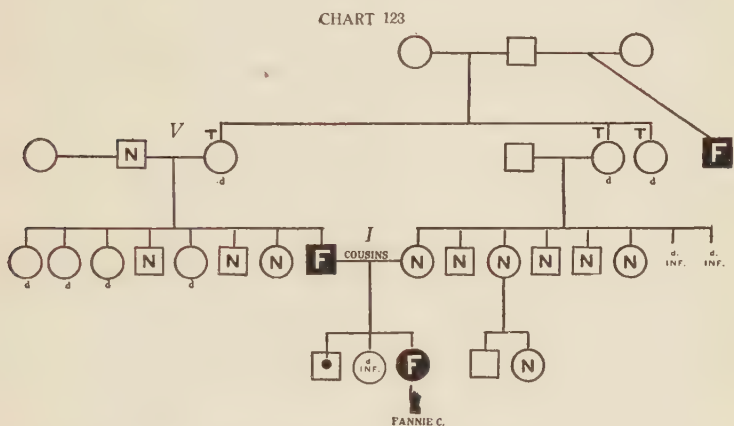 CHART 123
V T T T
N F
d d d
I
N N N F COUSINS N N N N N N d. d.
INF. INF.
d d d d
d F N
INF.
FANNIE C.